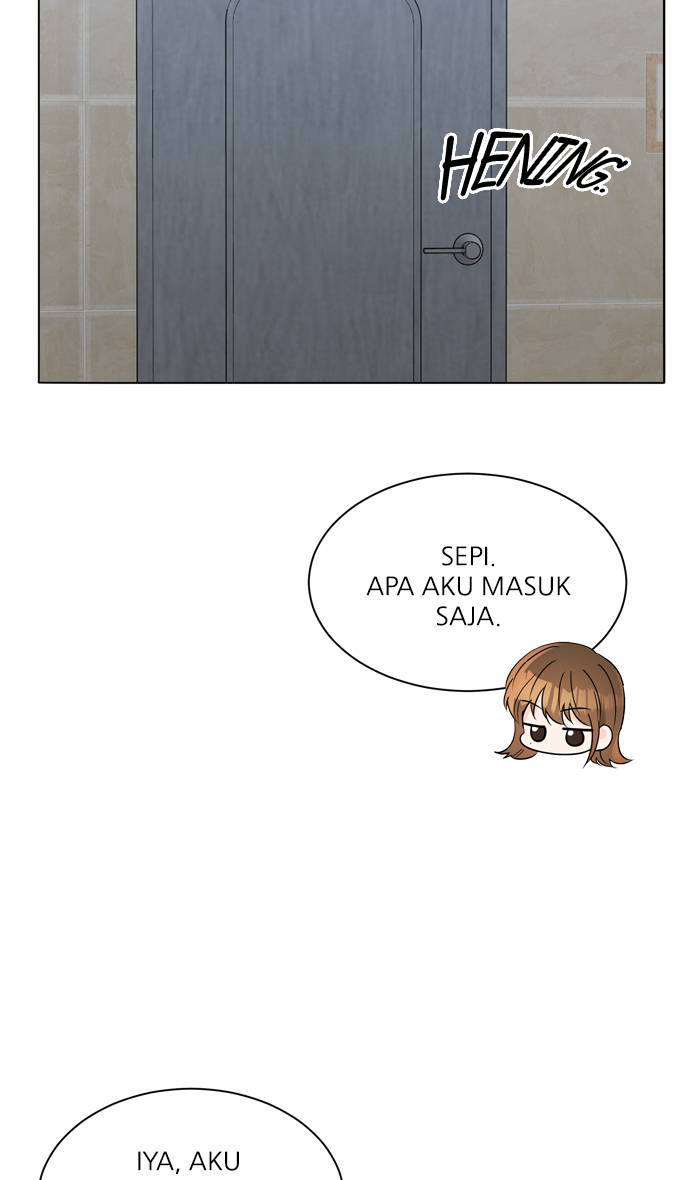 HENING..
SEPI.
APA AKU MASUK
SAJA.
IYA, AKU